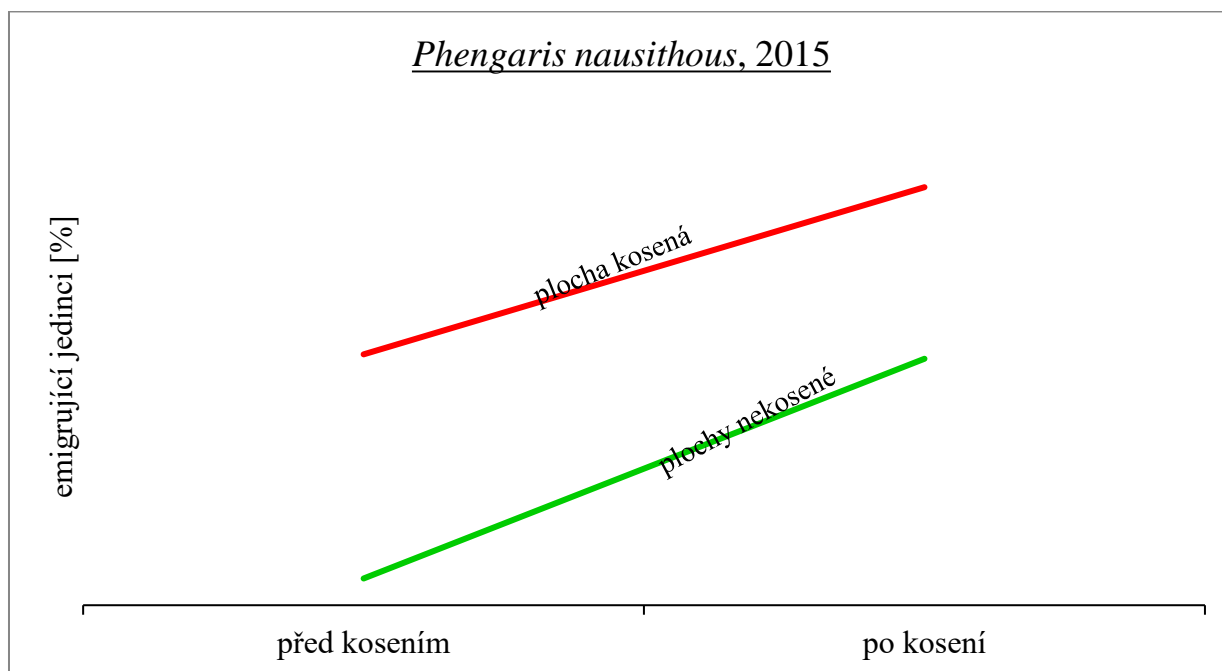 Phengaris nausithous, 2015
emigrující jedinci [%]
plocha kosená
plochy nekosené
před kosením
po kosení